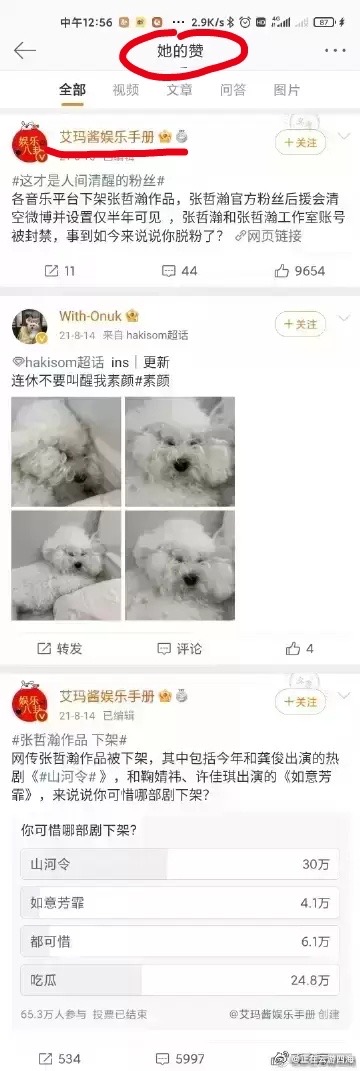 中午12:56 2.9K/s 4G 87
她的赞
全部 视频 文章 问答 图片
娱乐
八卦
艾玛酱娱乐手册
+关注
21-8-14 已编辑
#这才是人间清醒的粉丝#
各音乐平台下架张哲瀚作品，张哲瀚官方粉丝后援会清
空微博并设置仅半年可见 ，张哲瀚和张哲瀚工作室账号
被封禁，事到如今来说说你脱粉了？ 网页链接
11 44 9654
With-Onuk
+关注
21-8-14 来自 hakisom超话
hakisom超话 ins｜更新
连休不要叫醒我素颜#素颜
转发 评论 4
娱乐
八卦
艾玛酱娱乐手册
+关注
21-8-14 已编辑
#张哲瀚作品 下架#
网传张哲瀚作品被下架，其中包括今年和龚俊出演的热
剧《#山河令# 》，和鞠婧祎、许佳琪出演的《如意芳
霏》，来说说你可惜哪部剧下架？
你可惜哪部剧下架？
山河令 30万
如意芳霏 4.1万
都可惜 6.1万
吃瓜 24.8万
65.3万人参与 投票已结束 @艾玛酱娱乐手册 创建
534 5997
@正在云游四海